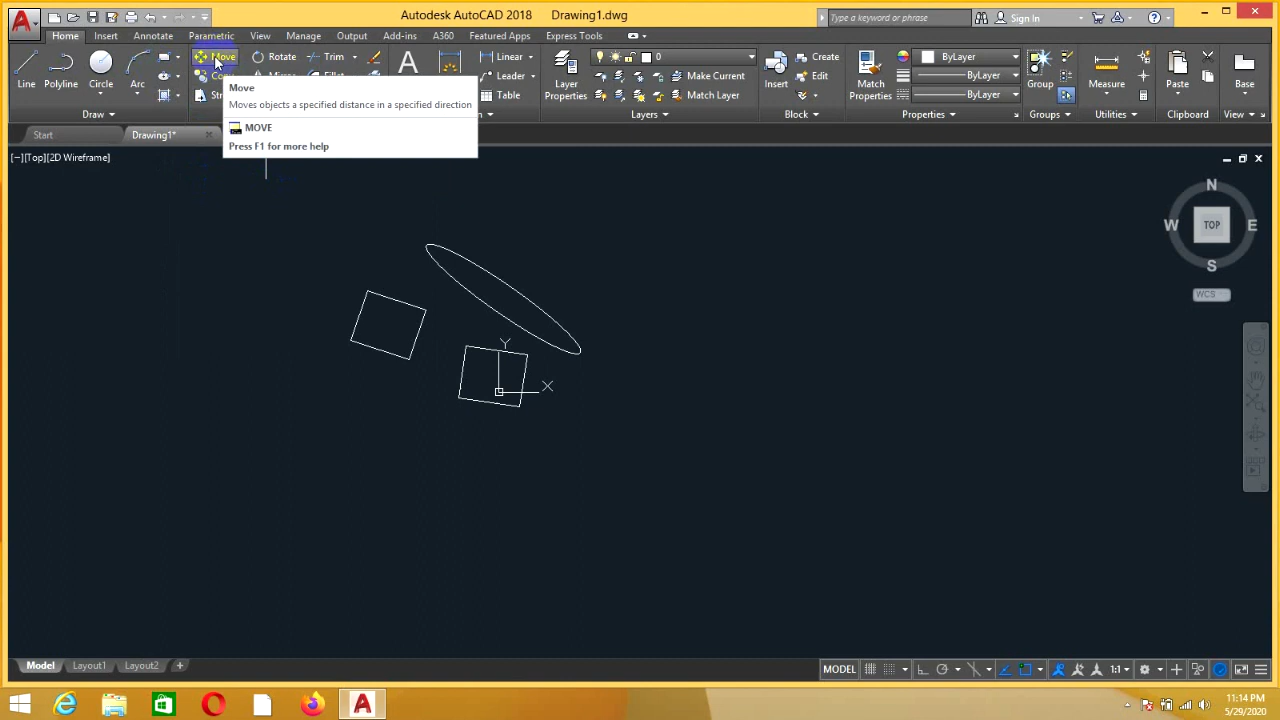 Autodesk AutoCAD 2018 Drawing1.dwg
Type a keyword or phrase
Sign In
Home Insert Annotate Parametric View Manage Output Add-ins A360 Featured Apps Express Tools
Line
Polyline
Circle
Arc
Draw
Move
Rotate
Trim
Linear
Leader
Table
Layer
Properties
0
Make Current
Match Layer
Layers
Insert
Create
Edit
Block
Match
Properties
ByLayer
ByLayer
ByLayer
Properties
Group
Groups
Measure
Utilities
Paste
Clipboard
Base
View
Move
Moves objects a specified distance in a specified direction
MOVE
Press F1 for more help
Start
Drawing1*
[−][Top][2D Wireframe]
N
W TOP E
S
WCS
Y
X
Model Layout1 Layout2
MODEL
1:1
11:14 PM
5/29/2020